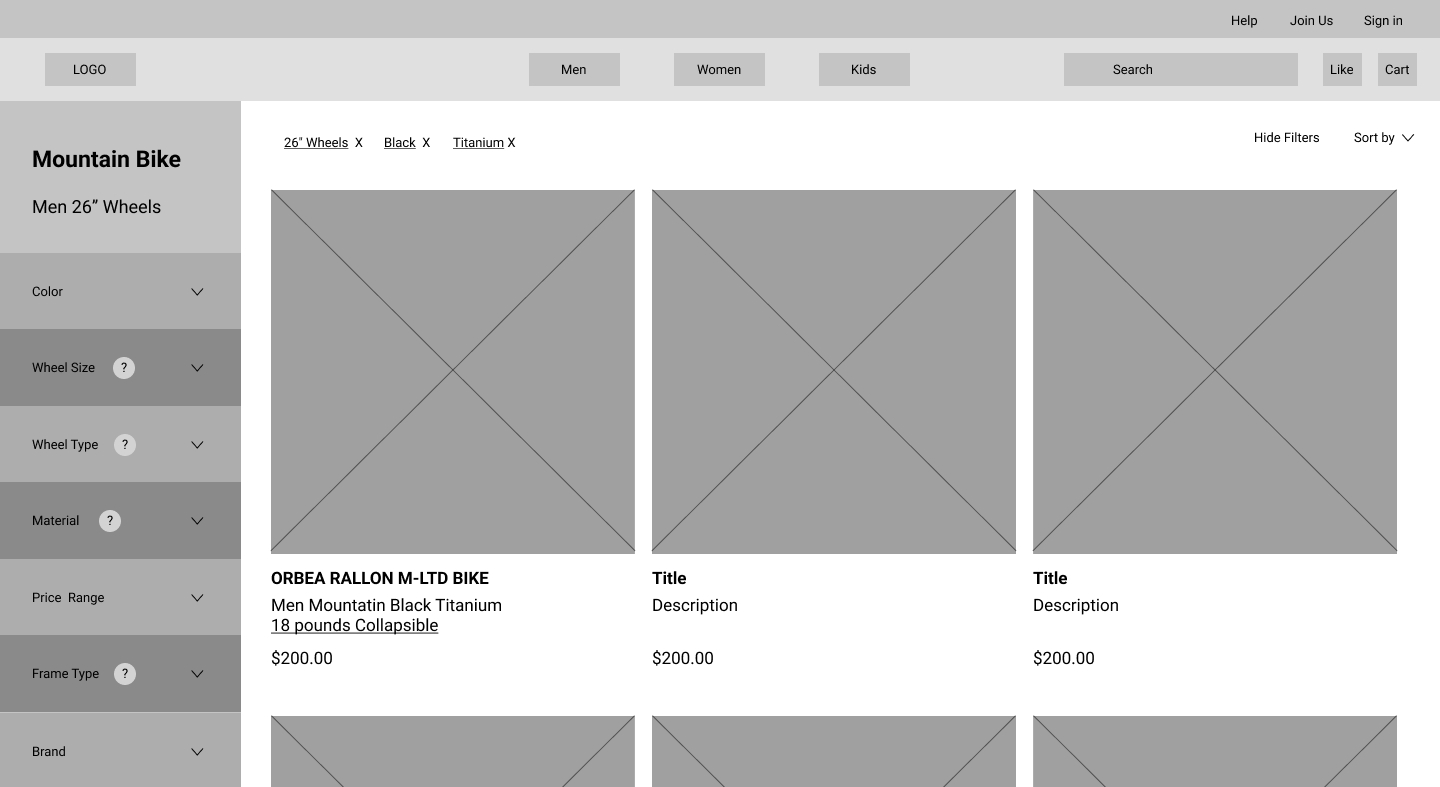 Help Join Us Sign in
LOGO Men Women Kids Search Like Cart
Mountain Bike
Men 26” Wheels
Color
Wheel Size ?
Wheel Type ?
Material ?
Price Range
Frame Type ?
Brand
26" Wheels X Black X Titanium X
Hide Filters Sort by
ORBEA RALLON M-LTD BIKE
Men Mountatin Black Titanium
18 pounds Collapsible
$200.00
Title
Description
$200.00
Title
Description
$200.00